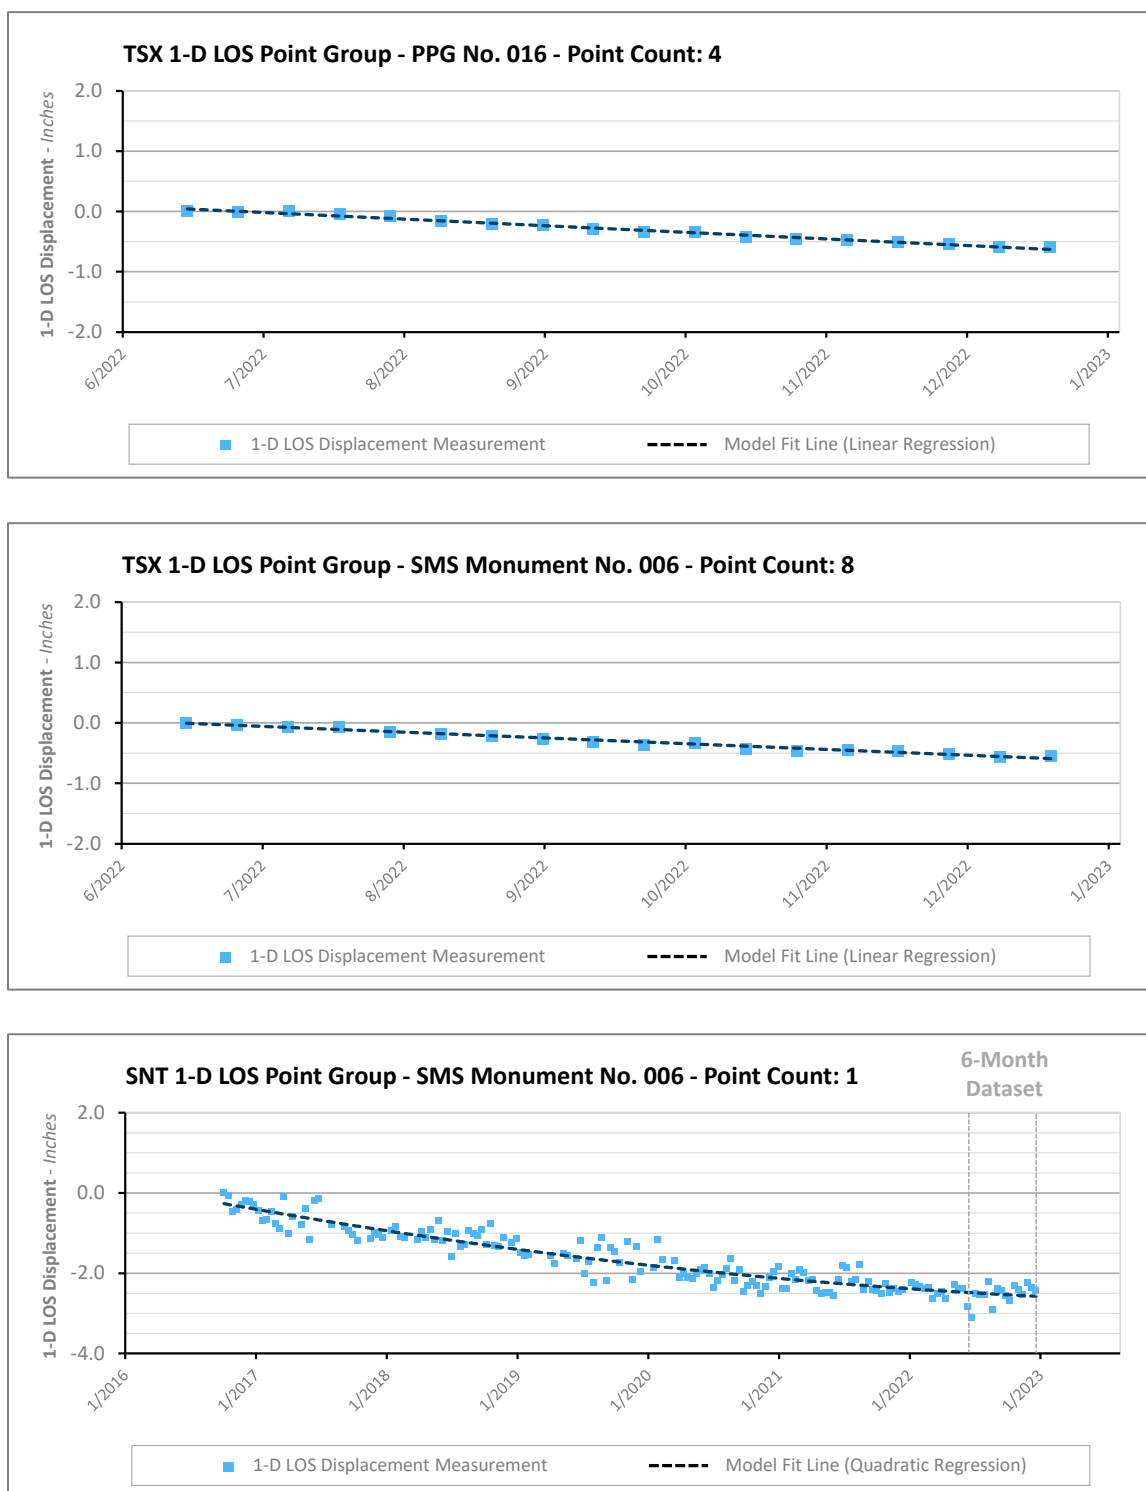 TSX 1-D LOS Point Group - PPG No. 016 - Point Count: 4
1-D LOS Displacement - Inches
2.0
1.0
0.0
-1.0
-2.0
6/2022
7/2022
8/2022
9/2022
10/2022
11/2022
12/2022
1/2023
1-D LOS Displacement Measurement
Model Fit Line (Linear Regression)
TSX 1-D LOS Point Group - SMS Monument No. 006 - Point Count: 8
1-D LOS Displacement - Inches
2.0
1.0
0.0
-1.0
-2.0
6/2022
7/2022
8/2022
9/2022
10/2022
11/2022
12/2022
1/2023
1-D LOS Displacement Measurement
Model Fit Line (Linear Regression)
SNT 1-D LOS Point Group - SMS Monument No. 006 - Point Count: 1
6-Month
Dataset
1-D LOS Displacement - Inches
2.0
0.0
-2.0
-4.0
1/2016
1/2017
1/2018
1/2019
1/2020
1/2021
1/2022
1/2023
1-D LOS Displacement Measurement
Model Fit Line (Quadratic Regression)